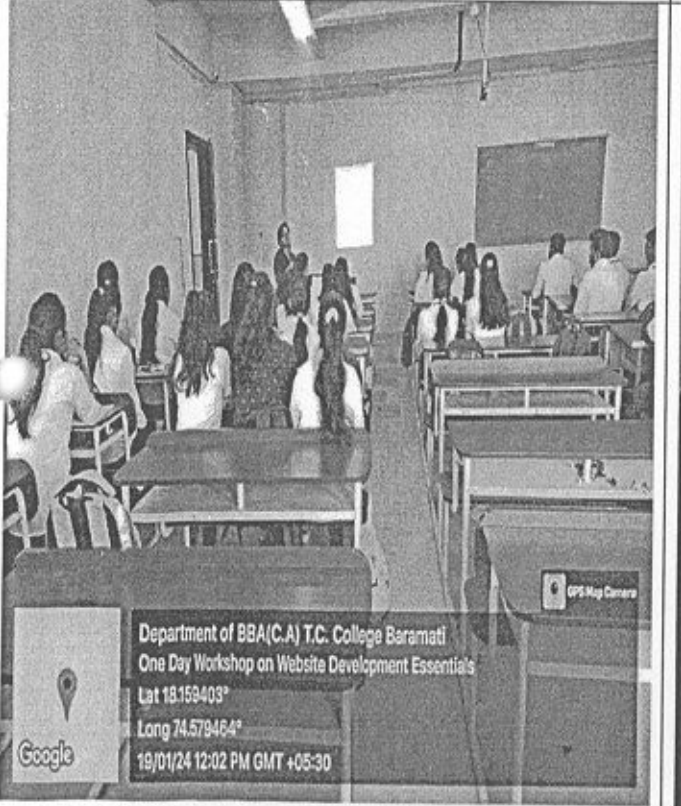 GPS Map Camera
Department of BBA(C.A) T.C. College Baramati
One Day Workshop on Website Development Essentials
Lat 18.159403°
Long 74.579464°
19/01/24 12:02 PM GMT +05:30
Google